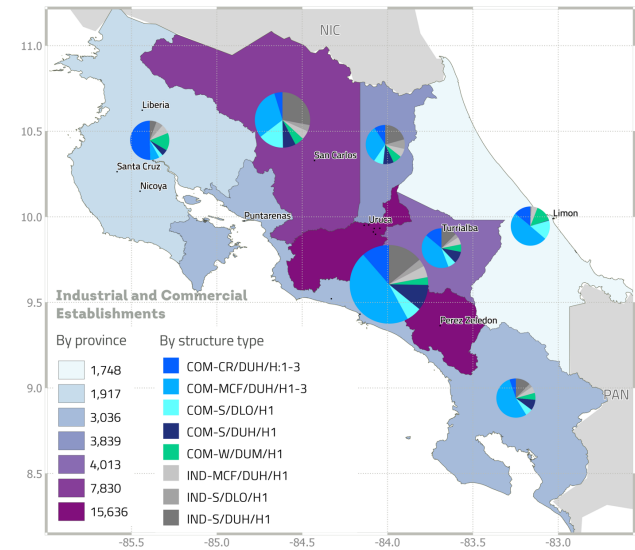 NIC
11.0
Liberia
10.5
San Carlos
Santa Cruz
Nicoya
10.0
Puntarenas
Uruca
Limon
Turrialba
9.5
Industrial and Commercial
Establishments
Perez Zeledon
By province
By structure type
1,748
1,917
3,036
3,839
4,013
7,830
15,636
COM-CR/DUH/H:1-3
COM-MCF/DUH/H1-3
COM-S/DLO/H1
COM-S/DUH/H1
COM-W/DUM/H1
IND-MCF/DUH/H1
IND-S/DLO/H1
IND-S/DUH/H1
9.0
PAN
8.5
-85.5
-85.0
-84.5
-84.0
-83.5
-83.0